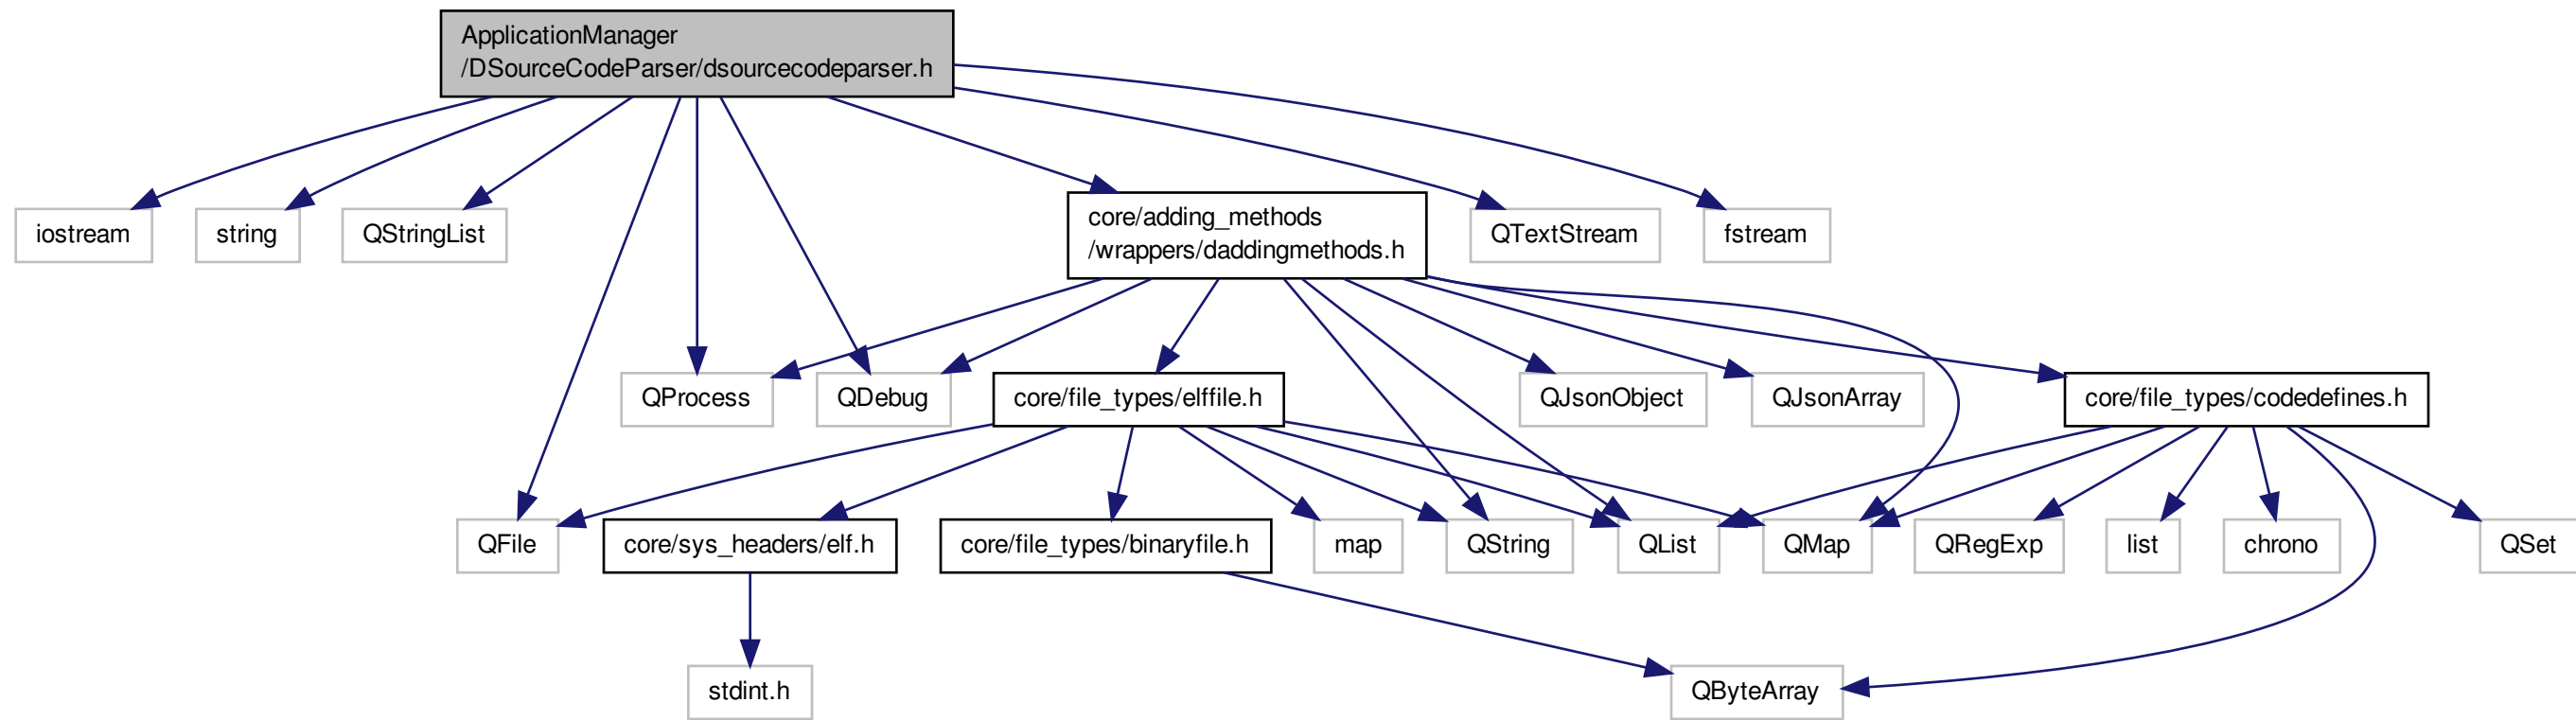 ApplicationManager
/DSourceCodeParser/dsourcecodeparser.h
core/adding_methods
/wrappers/daddingmethods.h
iostream
string
QStringList
QTextStream
fstream
QProcess
QDebug
core/file_types/elffile.h
QJsonObject
QJsonArray
core/file_types/codedefines.h
QFile
core/sys_headers/elf.h
core/file_types/binaryfile.h
map
QString
QList
QMap
QRegExp
list
chrono
QSet
stdint.h
QByteArray